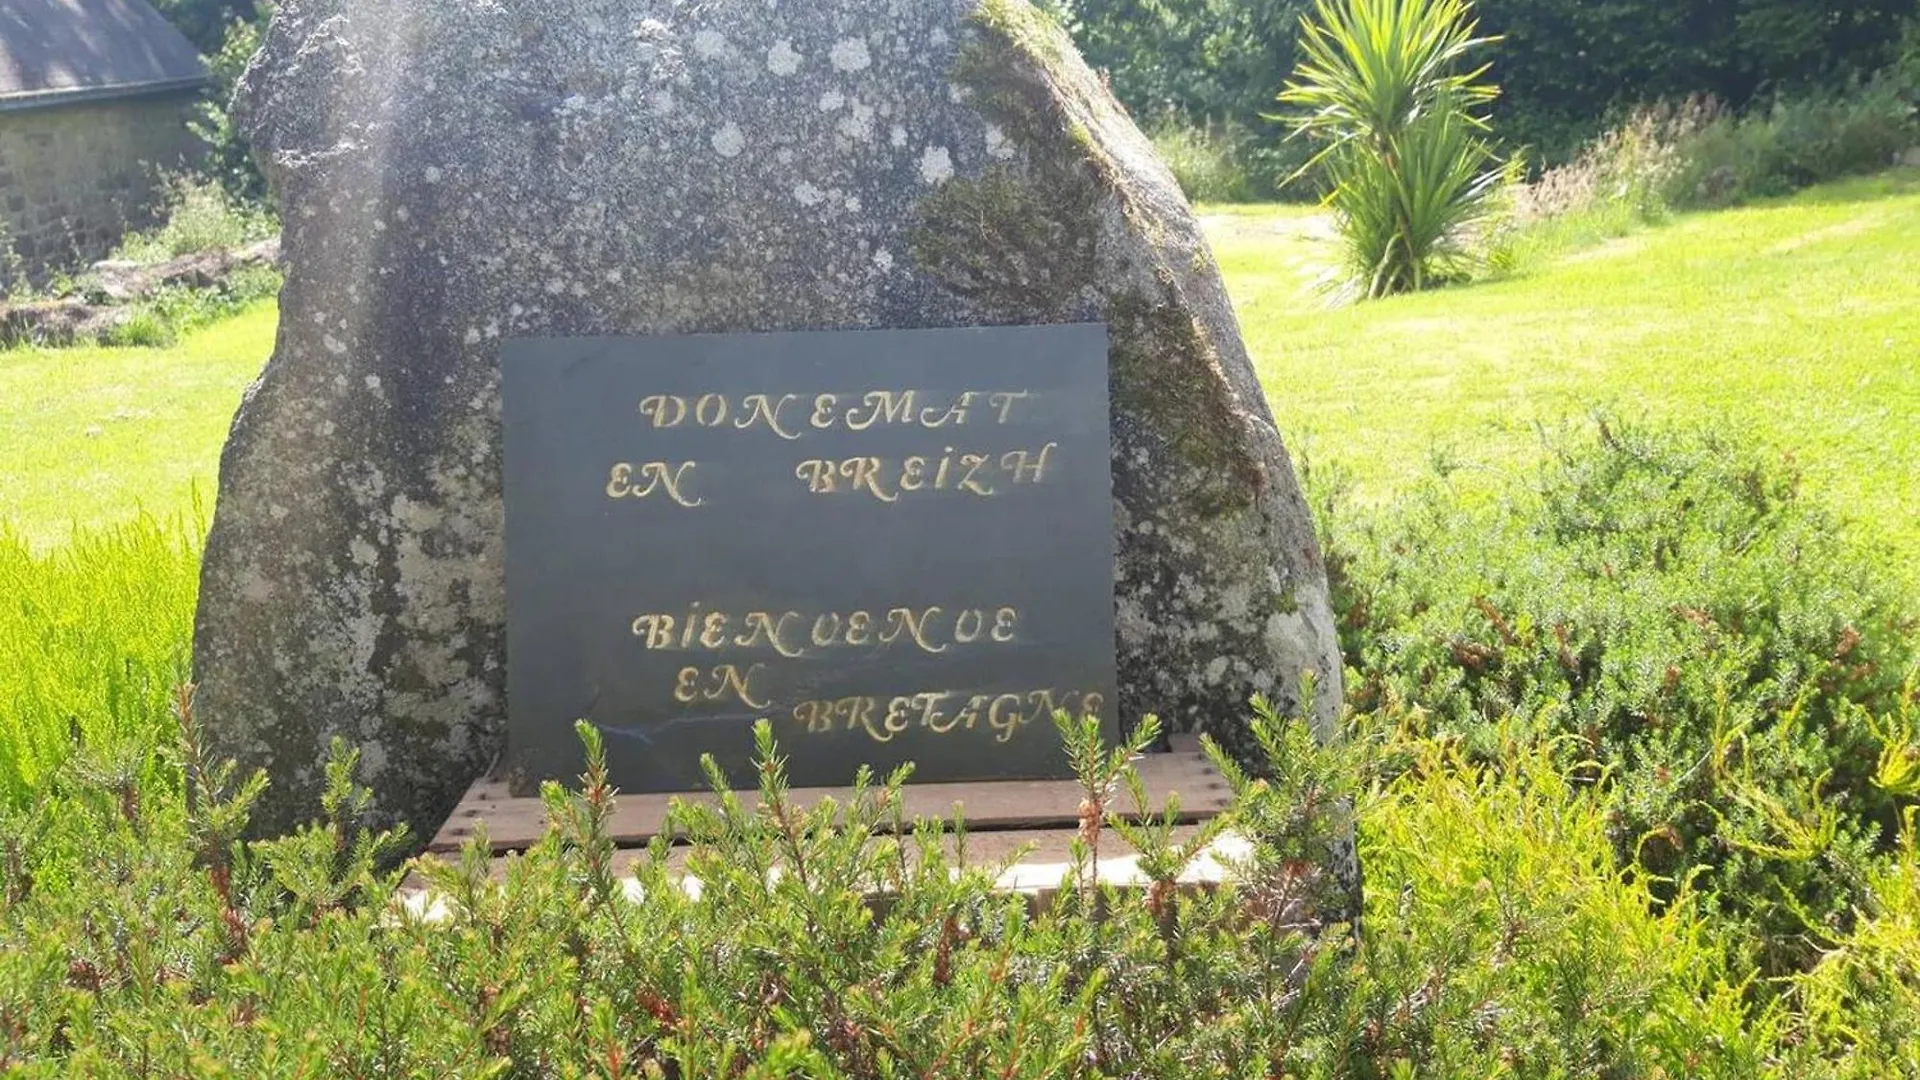 DONEMAT
EN BREIZH
BIENVENUE
EN
BRETAGNE